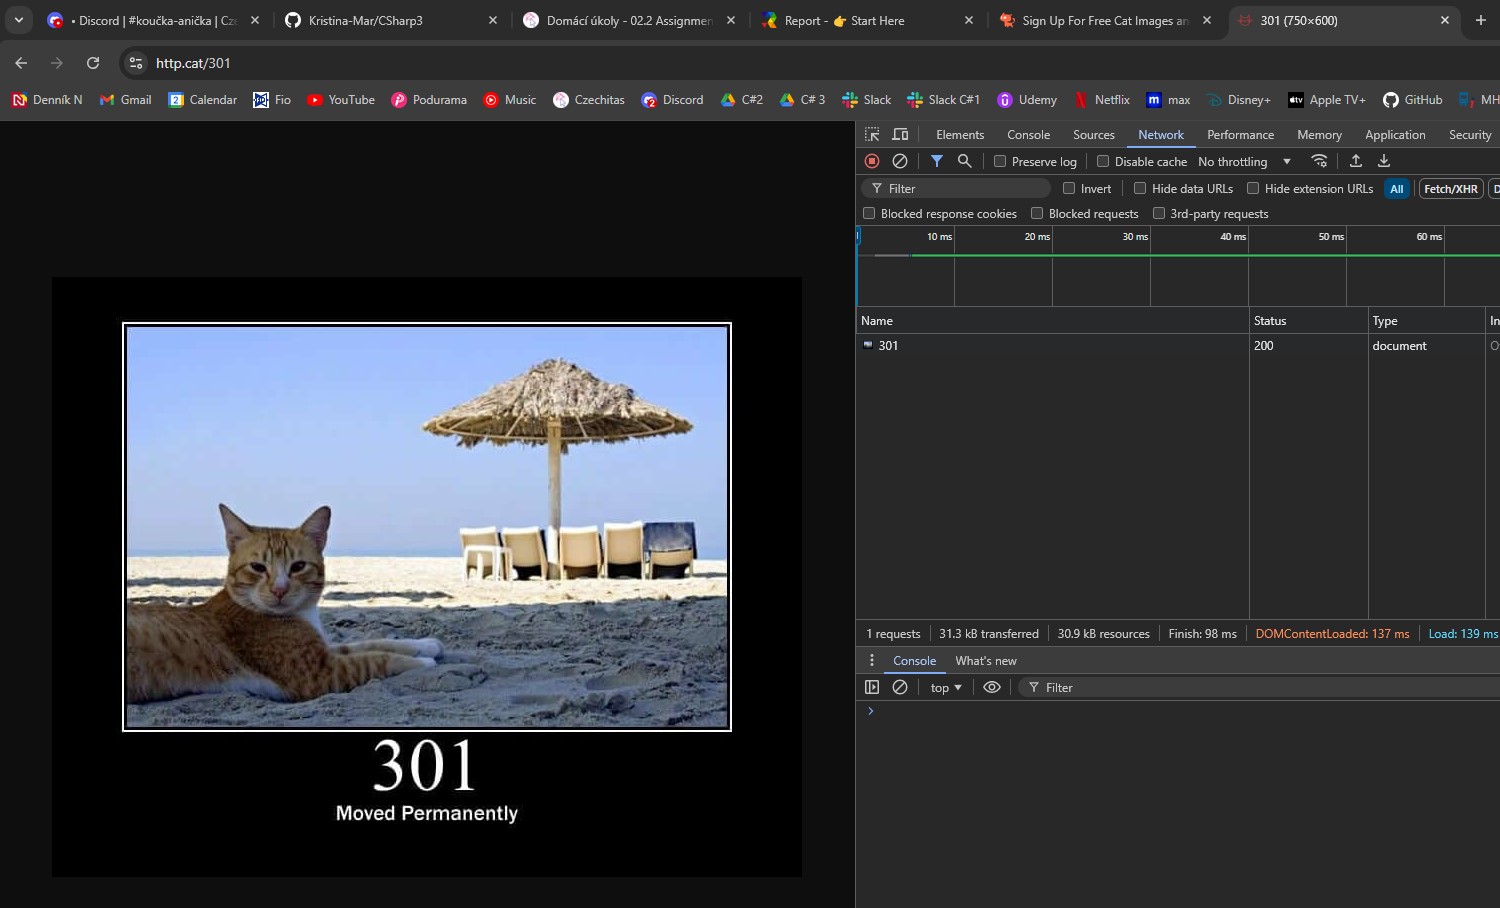 • Discord | #koučka-anička | Cz
Kristina-Mar/CSharp3
Domácí úkoly - 02.2 Assignmen
Report - 👉 Start Here
Sign Up For Free Cat Images an
301 (750×600)
http.cat/301
Denník N
Gmail
Calendar
Fio
YouTube
Podurama
Music
Czechitas
Discord
C#2
C# 3
Slack
Slack C#1
Udemy
Netflix
max
Disney+
Apple TV+
GitHub
MH
Elements
Console
Sources
Network
Performance
Memory
Application
Security
Preserve log
Disable cache
No throttling
Filter
Invert
Hide data URLs
Hide extension URLs
All
Fetch/XHR
D
Blocked response cookies
Blocked requests
3rd-party requests
10 ms
20 ms
30 ms
40 ms
50 ms
60 ms
Name
Status
Type
In
301
200
document
1 requests
31.3 kB transferred
30.9 kB resources
Finish: 98 ms
DOMContentLoaded: 137 ms
Load: 139 ms
Console
What's new
top
Filter
301
Moved Permanently